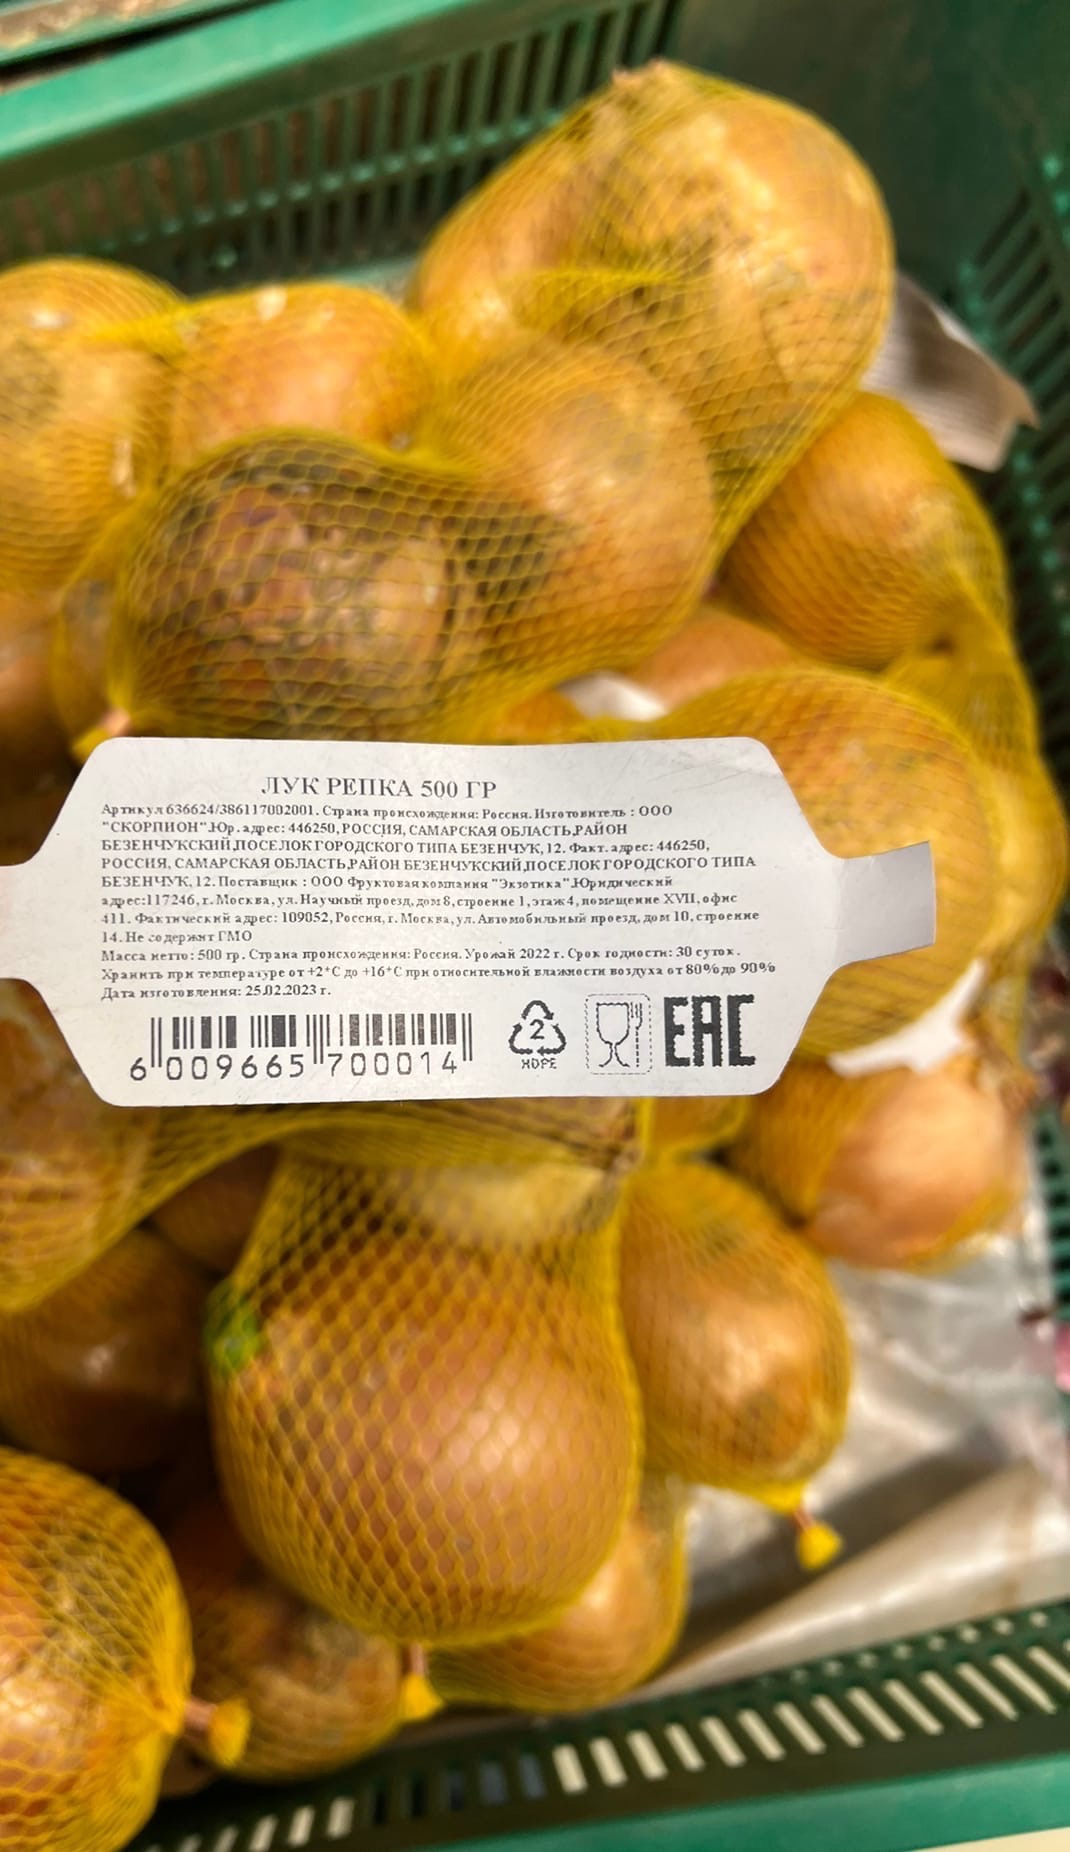 ЛУК РЕПКА 500 ГР
Артикул 636624/386117002001. Страна происхождения: Россия. Изготовитель : ООО
"СКОРПИОН".Юр. адрес: 446250, РОССИЯ, САМАРСКАЯ ОБЛАСТЬ,РАЙОН
БЕЗЕНЧУКСКИЙ,ПОСЕЛОК ГОРОДСКОГО ТИПА БЕЗЕНЧУК, 12. Факт. адрес: 446250,
РОССИЯ, САМАРСКАЯ ОБЛАСТЬ,РАЙОН БЕЗЕНЧУКСКИЙ,ПОСЕЛОК ГОРОДСКОГО ТИПА
БЕЗЕНЧУК, 12. Поставщик : ООО Фруктовая компания "Экзотика".Юридический
адрес:117246, г. Москва, ул. Научный проезд, дом 8, строение 1, этаж 4, помещение XVII, офис
411. Фактический адрес: 109052, Россия, г. Москва, ул. Автомобильный проезд, дом 10, строение
14. Не содержит ГМО
Масса нетто: 500 гр. Страна происхождения: Россия. Урожай 2022 г. Срок годности: 30 суток.
Хранить при температуре от +2°C до +16°C при относительной влажности воздуха от 80% до 90%
Дата изготовления: 25.02.2023 г.
6 009665 700014
2
HDPE
EAC